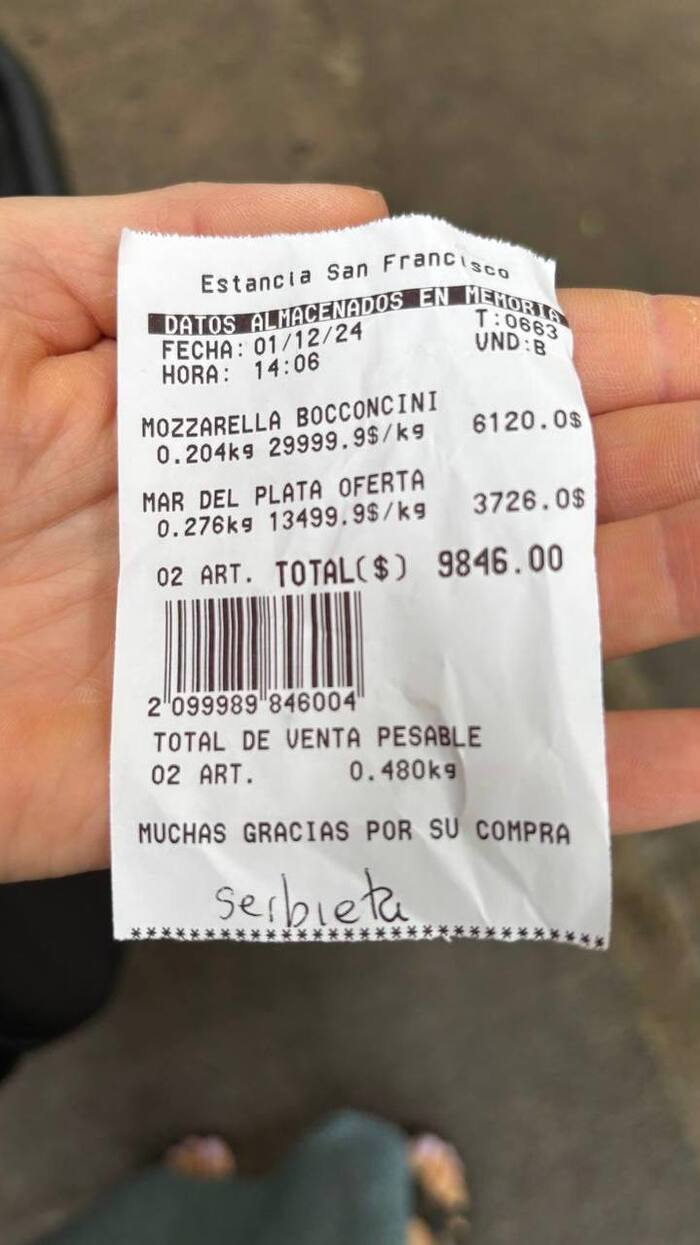 Estancia San Francisco
DATOS ALMACENADOS EN MEMORIA
FECHA: 01/12/24 T:0663
HORA: 14:06 VND:B
MOZZARELLA BOCCONCINI
0.204kg 29999.9$/kg 6120.0$
MAR DEL PLATA OFERTA
0.276kg 13499.9$/kg 3726.0$
02 ART. TOTAL($) 9846.00
2 099989 846004
TOTAL DE VENTA PESABLE
02 ART. 0.480kg
MUCHAS GRACIAS POR SU COMPRA
serbieta
*****************************